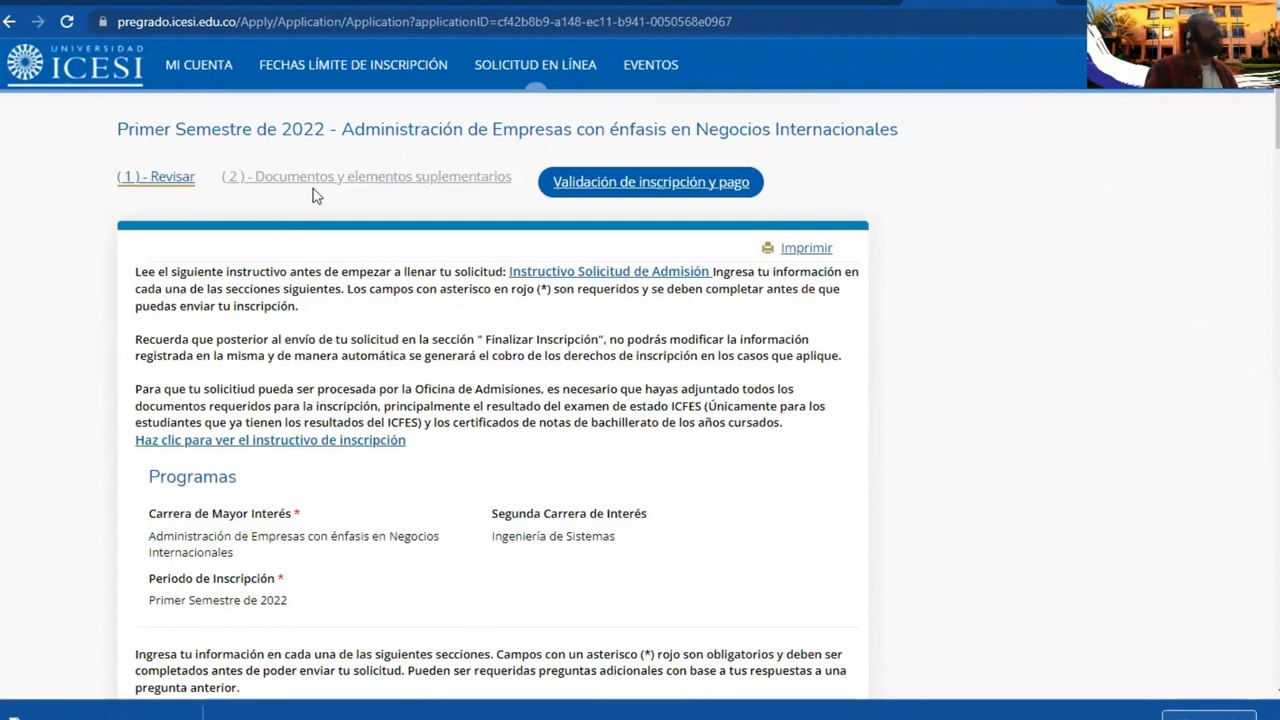 pregrado.icesi.edu.co/Apply/Application/Application?applicationID=cf42b8b9-a148-ec11-b941-0050568e0967
UNIVERSIDAD
ICESI
MI CUENTA FECHAS LÍMITE DE INSCRIPCIÓN SOLICITUD EN LÍNEA EVENTOS
Primer Semestre de 2022 - Administración de Empresas con énfasis en Negocios Internacionales
( 1 ) - Revisar ( 2 ) - Documentos y elementos suplementarios Validación de inscripción y pago
Imprimir
Lee el siguiente instructivo antes de empezar a llenar tu solicitud: Instructivo Solicitud de Admisión Ingresa tu información en
cada una de las secciones siguientes. Los campos con asterisco en rojo (*) son requeridos y se deben completar antes de que
puedas enviar tu inscripción.
Recuerda que posterior al envío de tu solicitud en la sección " Finalizar Inscripción", no podrás modificar la información
registrada en la misma y de manera automática se generará el cobro de los derechos de inscripción en los casos que aplique.
Para que tu solicitiud pueda ser procesada por la Oficina de Admisiones, es necesario que hayas adjuntado todos los
documentos requeridos para la inscripción, principalmente el resultado del examen de estado ICFES (Únicamente para los
estudiantes que ya tienen los resultados del ICFES) y los certificados de notas de bachillerato de los años cursados.
Haz clic para ver el instructivo de inscripción
Programas
Carrera de Mayor Interés * Segunda Carrera de Interés
Administración de Empresas con énfasis en Negocios Ingeniería de Sistemas
Internacionales
Periodo de Inscripción *
Primer Semestre de 2022
Ingresa tu información en cada una de las siguientes secciones. Campos con un asterisco (*) rojo son obligatorios y deben ser
completados antes de poder enviar tu solicitud. Pueden ser requeridas preguntas adicionales con base a tus respuestas a una
pregunta anterior.